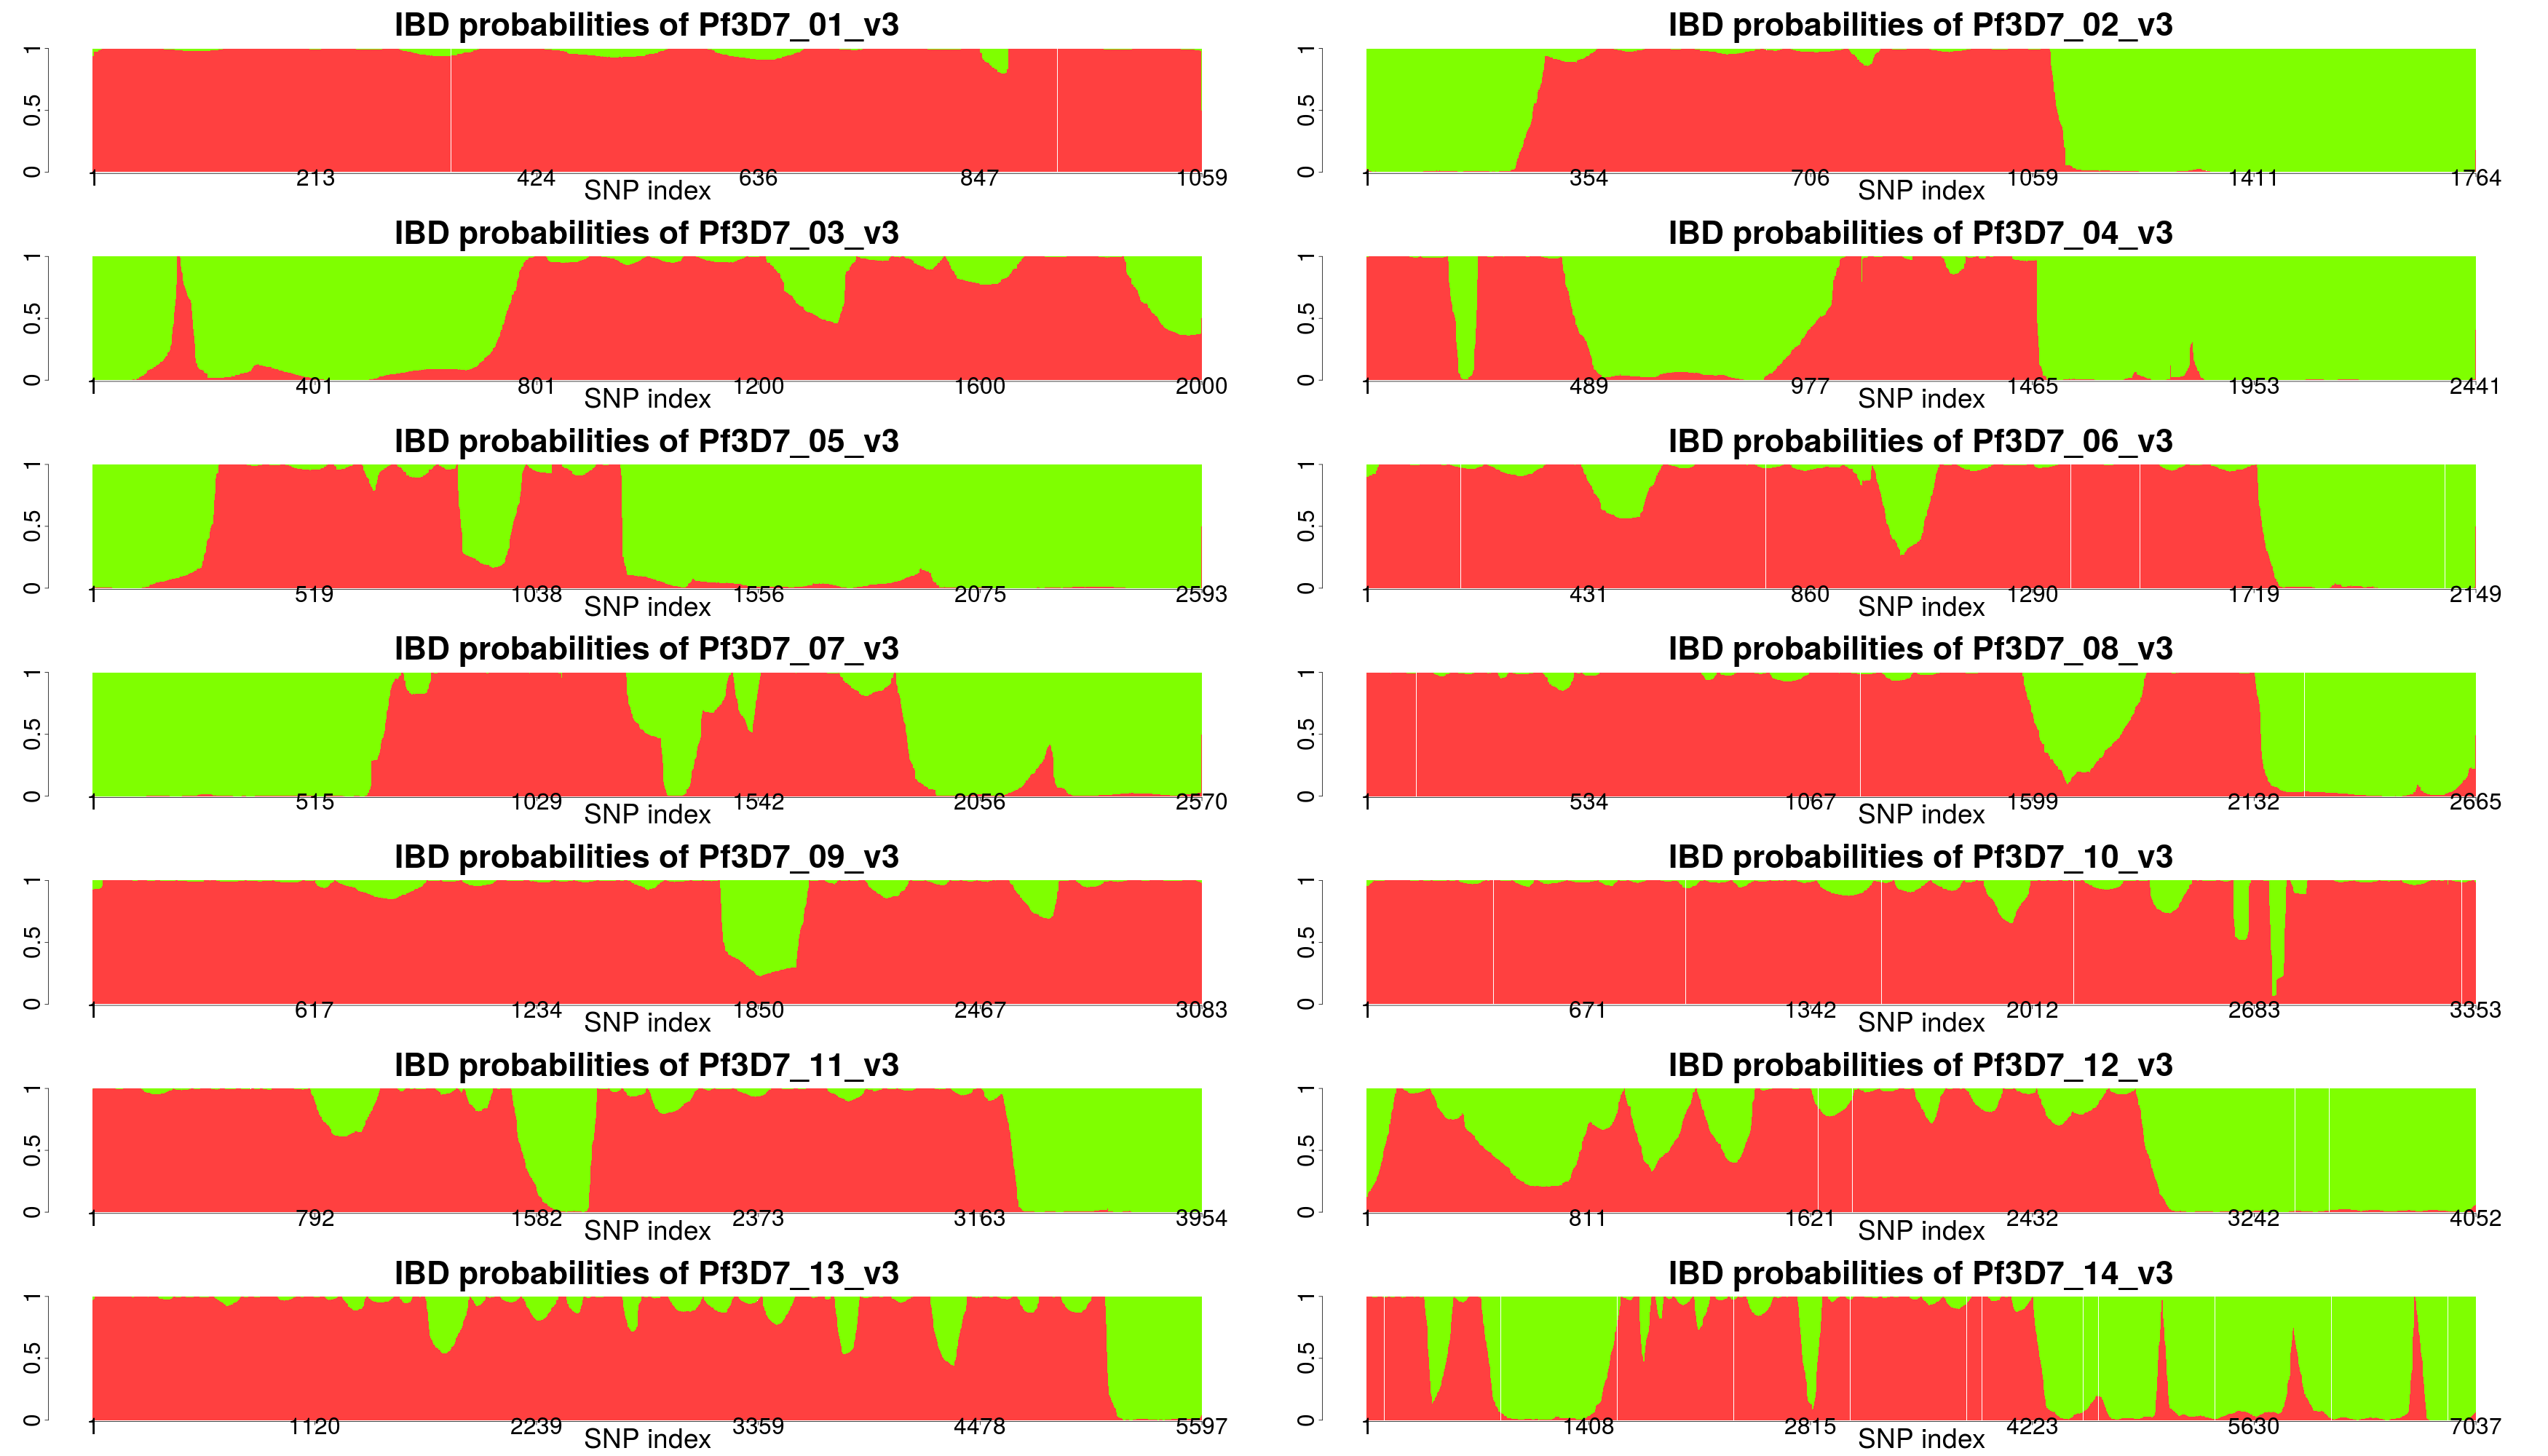 IBD probabilities of Pf3D7_01_v3
0 0.5 1
1 213 424 636 847 1059
SNP index
IBD probabilities of Pf3D7_02_v3
0 0.5 1
1 354 706 1059 1411 1764
SNP index
IBD probabilities of Pf3D7_03_v3
0 0.5 1
1 401 801 1200 1600 2000
SNP index
IBD probabilities of Pf3D7_04_v3
0 0.5 1
1 489 977 1465 1953 2441
SNP index
IBD probabilities of Pf3D7_05_v3
0 0.5 1
1 519 1038 1556 2075 2593
SNP index
IBD probabilities of Pf3D7_06_v3
0 0.5 1
1 431 860 1290 1719 2149
SNP index
IBD probabilities of Pf3D7_07_v3
0 0.5 1
1 515 1029 1542 2056 2570
SNP index
IBD probabilities of Pf3D7_08_v3
0 0.5 1
1 534 1067 1599 2132 2665
SNP index
IBD probabilities of Pf3D7_09_v3
0 0.5 1
1 617 1234 1850 2467 3083
SNP index
IBD probabilities of Pf3D7_10_v3
0 0.5 1
1 671 1342 2012 2683 3353
SNP index
IBD probabilities of Pf3D7_11_v3
0 0.5 1
1 792 1582 2373 3163 3954
SNP index
IBD probabilities of Pf3D7_12_v3
0 0.5 1
1 811 1621 2432 3242 4052
SNP index
IBD probabilities of Pf3D7_13_v3
0 0.5 1
1 1120 2239 3359 4478 5597
SNP index
IBD probabilities of Pf3D7_14_v3
0 0.5 1
1 1408 2815 4223 5630 7037
SNP index